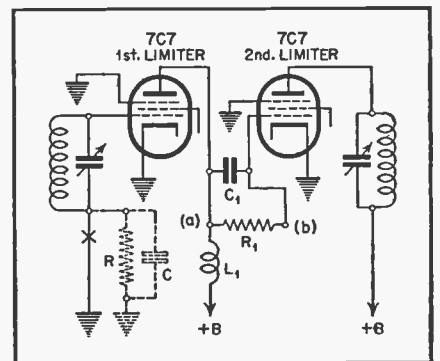 7C7
1st. LIMITER
7C7
2nd. LIMITER
C1
(a)
R1
(b)
R
C
L1
+B
+B